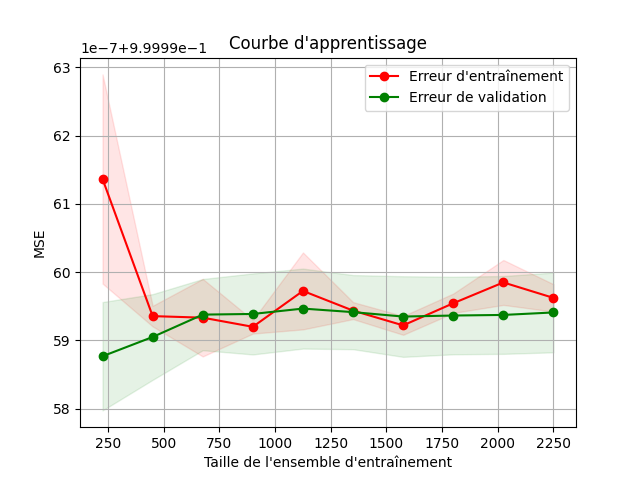 1e−7+9.9999e−1
Courbe d'apprentissage
Erreur d'entraînement
Erreur de validation
63
62
61
60
59
58
MSE
250
500
750
1000
1250
1500
1750
2000
2250
Taille de l'ensemble d'entraînement